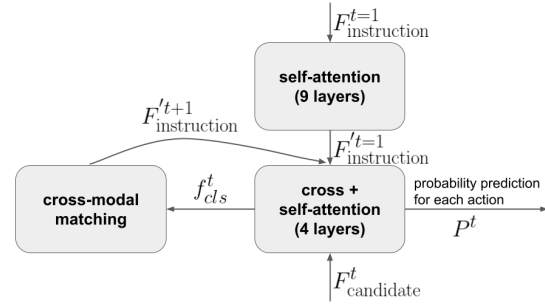 F^{t=1}_{instruction}
self-attention
(9 layers)
F'^{t+1}_{instruction}
F'^{t=1}_{instruction}
cross-modal
matching
f^t_{cls}
cross +
self-attention
(4 layers)
probability prediction
for each action
P^t
F^t_{candidate}